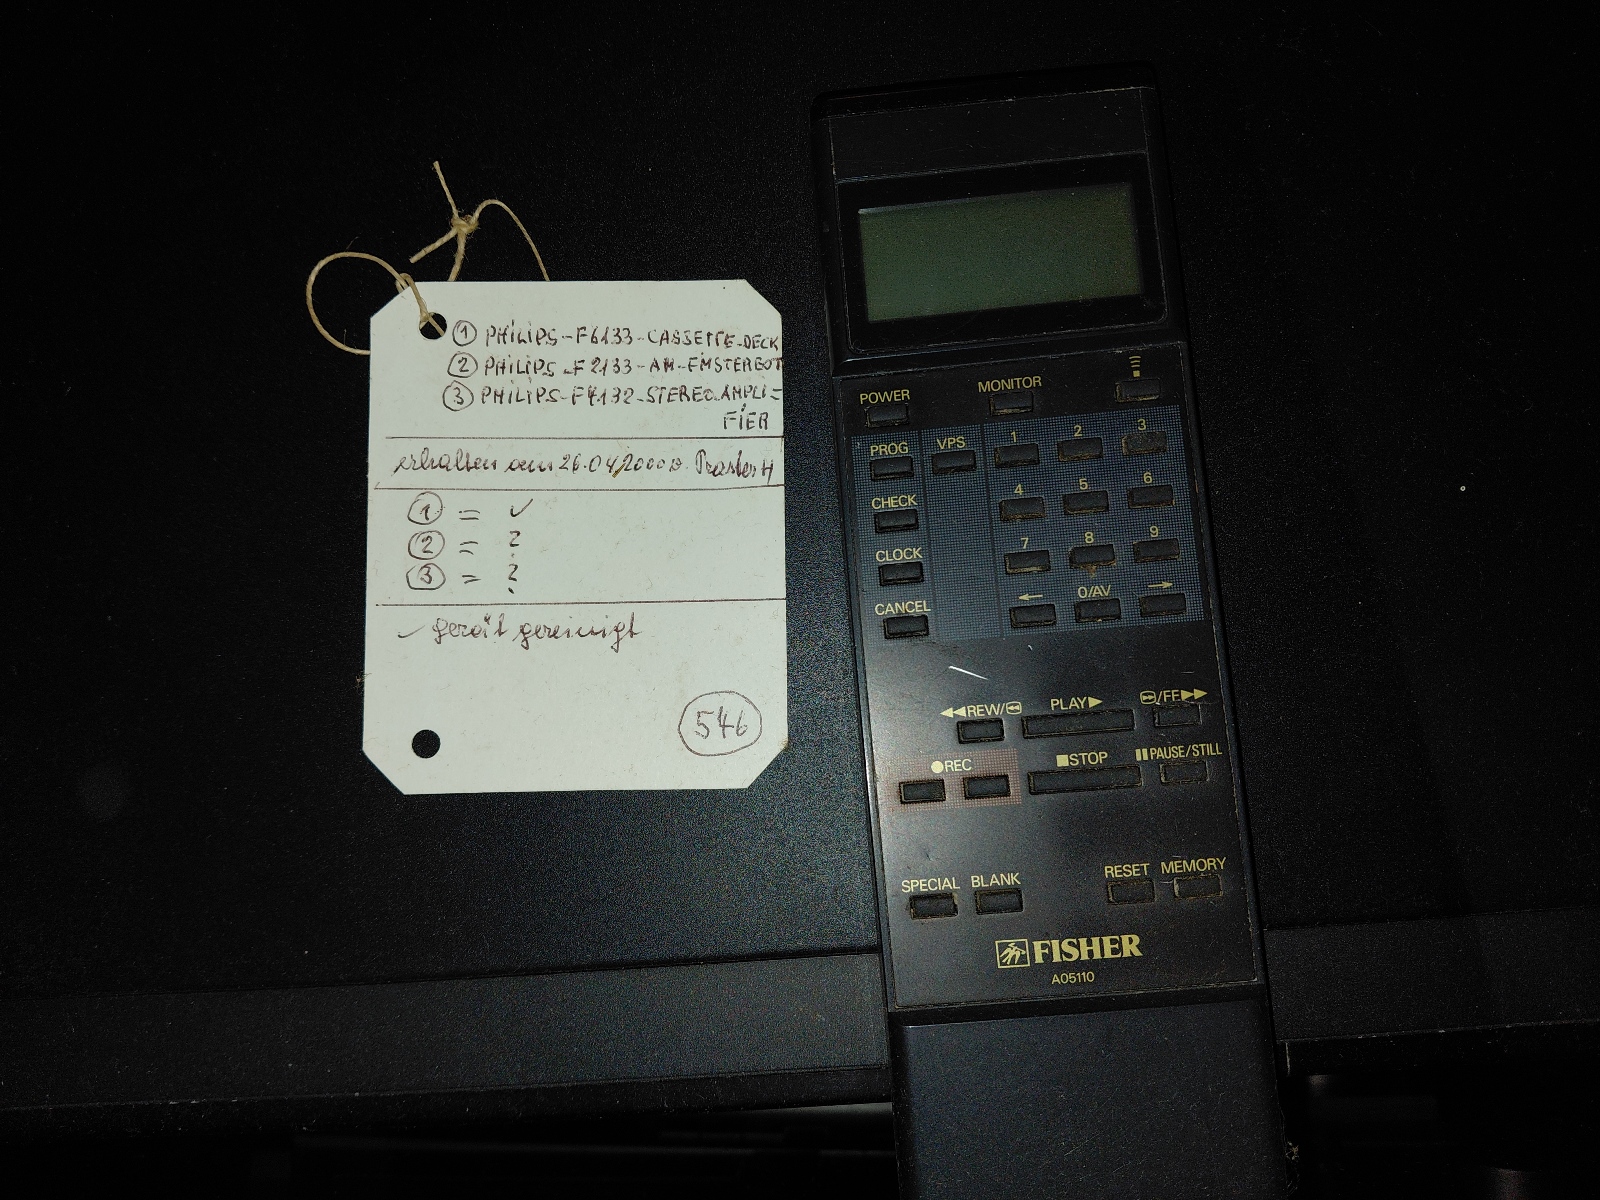 ① PHILIPS-F6133-CASSETTE-DECK
② PHILIPS-F2133-AM-FMSTEREOT
③ PHILIPS-F4132-STEREO.AMPLI=
FIER
erhalten am 26.04/2000
① = ✓
② = ?
③ = ?
✓ gerät gereinigt
546
POWER MONITOR
PROG VPS 1 2 3
CHECK 4 5 6
CLOCK 7 8 9
CANCEL ← 0/AV →
◀◀REW/ PLAY▶ /FF▶▶
●REC ■STOP ❚❚PAUSE/STILL
SPECIAL BLANK RESET MEMORY
FISHER
A05110